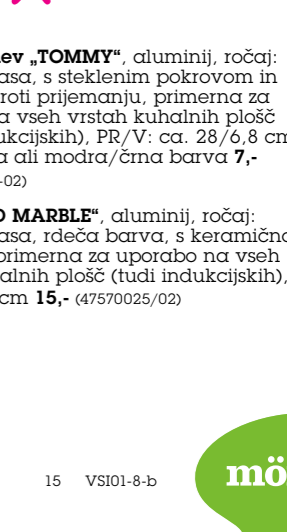 ev „TOMMY“, aluminij, ročaj:
asa, s steklenim pokrovom in
roti prijemanju, primerna za
a vseh vrstah kuhalnih plošč
ukcijskih), PR/V: ca. 28/6,8 cm
a ali modra/črna barva 7,-
-02)
O MARBLE“, aluminij, ročaj:
asa, rdeča barva, s keramično
primerna za uporabo na vseh
alnih plošč (tudi indukcijskih),
cm 15,- (47570025/02)
15 VSI01-8-b
mö